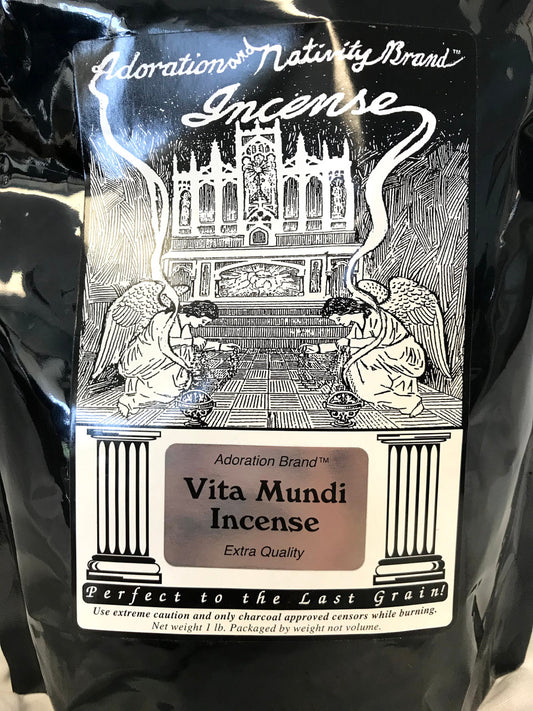 Adoration and Nativity Brand™
Incense
Adoration Brand™
Vita Mundi
Incense
Extra Quality
Perfect to the Last Grain!
Use extreme caution and only charcoal approved censors while burning.
Net weight 1 lb. Packaged by weight not volume.